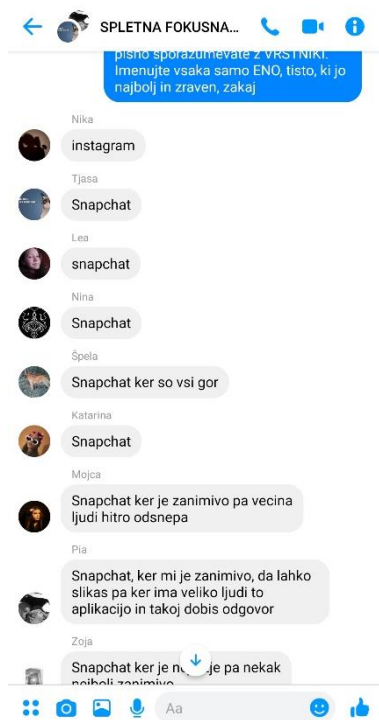 SPLETNA FOKUSNA...
pisno sporazumevate z VRSTNIKI.
Imenujte vsaka samo ENO, tisto, ki jo
najbolj in zraven, zakaj
Nika
instagram
Tjasa
Snapchat
Lea
snapchat
Nina
Snapchat
Špela
Snapchat ker so vsi gor
Katarina
Snapchat
Mojca
Snapchat ker je zanimivo pa vecina
ljudi hitro odsnepa
Pia
Snapchat, ker mi je zanimivo, da lahko
slikas pa ker ima veliko ljudi to
aplikacijo in takoj dobis odgovor
Zoja
Snapchat ker je pa nekak
nejbolj zanimivo
Aa